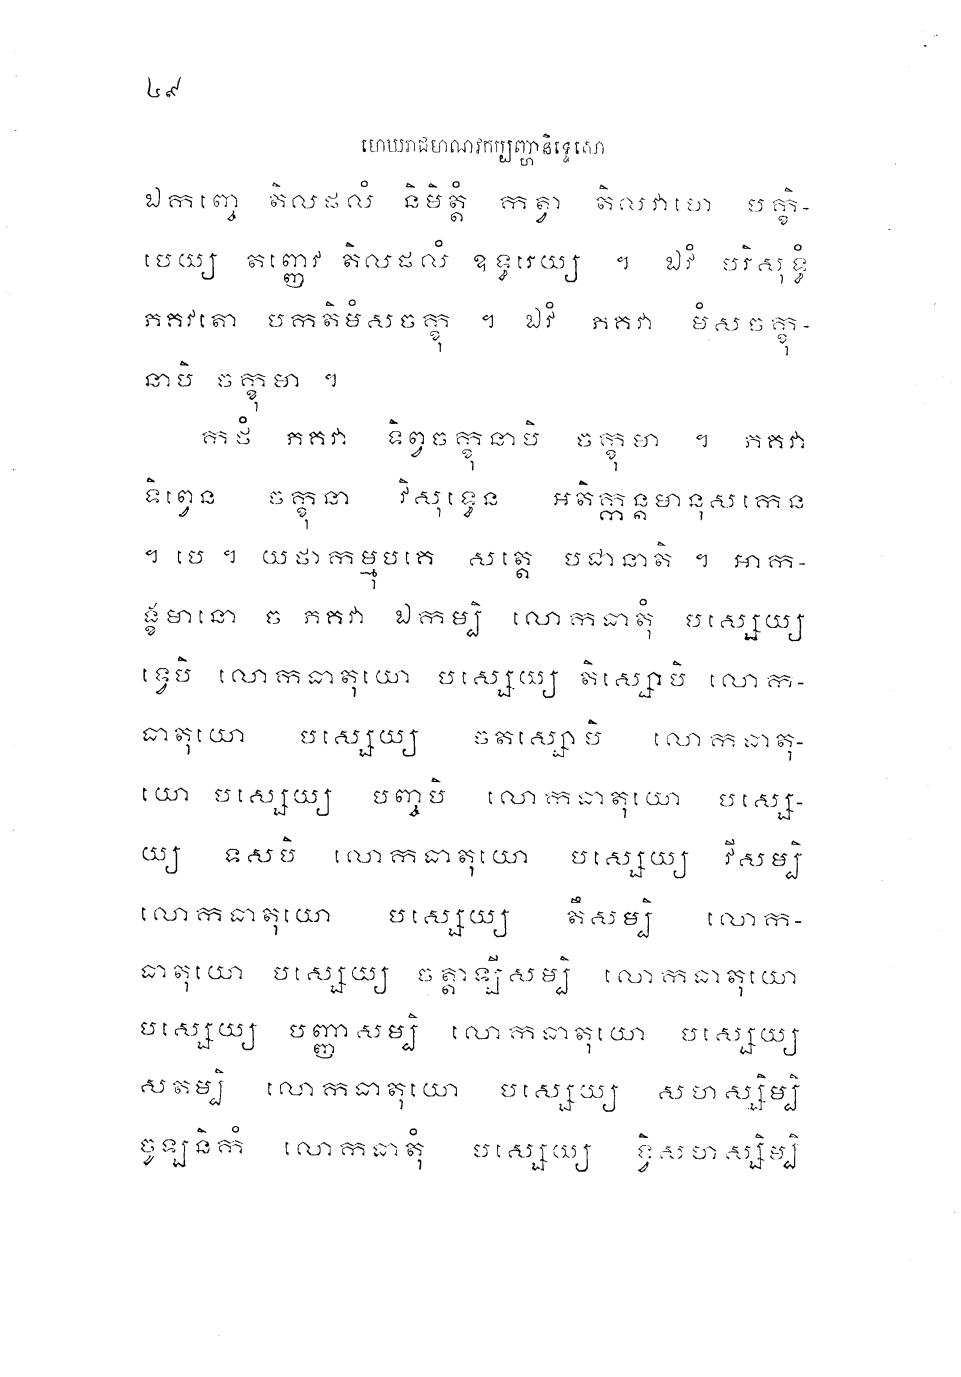 ៤៩
មោឃរាជមាណវកប្បញ្ហានិទ្ទេសោ
ឯកញ្ចេ តិលផលំ និមិត្តំ កត្វា តិលវាហេ បក្ខិ-
បេយ្យ តញ្ញេវ តិលផលំ ឧទ្ធរេយ្យ ។ ឯវំ បរិសុទ្ធំ
ភគវតោ បកតិមំសចក្ខុ ។ ឯវំ ភគវា មំសចក្ខុ-
នាបិ ចក្ខុមា ។
កថំ ភគវា ទិព្វចក្ខុនាបិ ចក្ខុមា ។ ភគវា
ទិព្វេន ចក្ខុនា វិសុទ្ធេន អតិក្កន្តមានុសកេន
។ បេ ។ យថាកម្មុបគេ សត្តេ បជានាតិ ។ អាក-
ង្ខមានោ ច ភគវា ឯកម្បិ លោកធាតុំ បស្សេយ្យ
ទ្វេបិ លោកធាតុយោ បស្សេយ្យ តិស្សោបិ លោក-
ធាតុយោ បស្សេយ្យ ចតស្សោបិ លោកធាតុ-
យោ បស្សេយ្យ បញ្ចបិ លោកធាតុយោ បស្សេ-
យ្យ ទសបិ លោកធាតុយោ បស្សេយ្យ វីសម្បិ
លោកធាតុយោ បស្សេយ្យ តឹសម្បិ លោក-
ធាតុយោ បស្សេយ្យ ចត្តាឡីសម្បិ លោកធាតុយោ
បស្សេយ្យ បញ្ញាសម្បិ លោកធាតុយោ បស្សេយ្យ
សតម្បិ លោកធាតុយោ បស្សេយ្យ សហស្សិម្បិ
ចូឡនិកំ លោកធាតុំ បស្សេយ្យ ទ្វិសហស្សិម្បិ